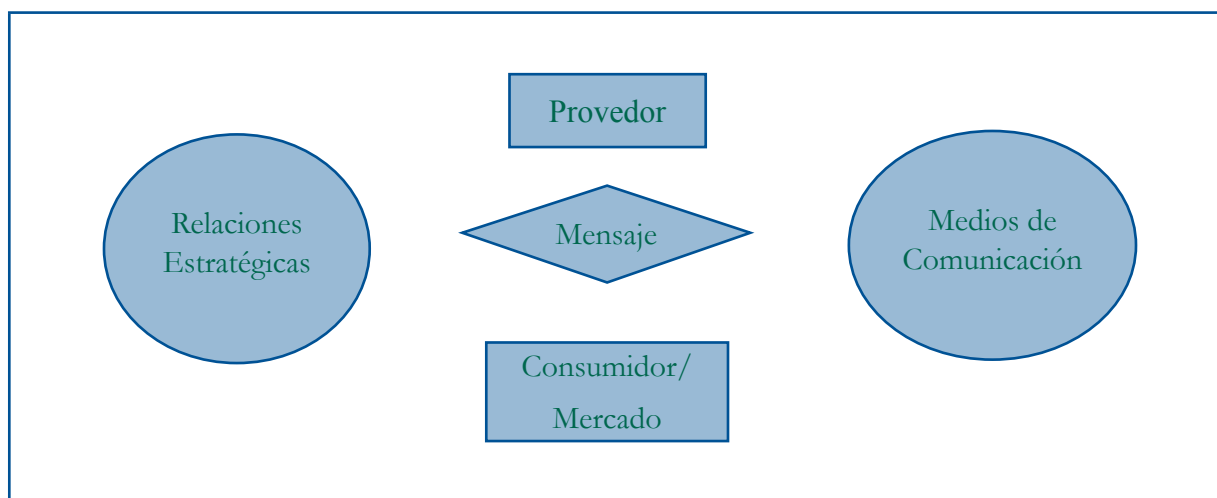 Provedor
Relaciones
Estratégicas
Mensaje
Medios de
Comunicación
Consumidor/
Mercado